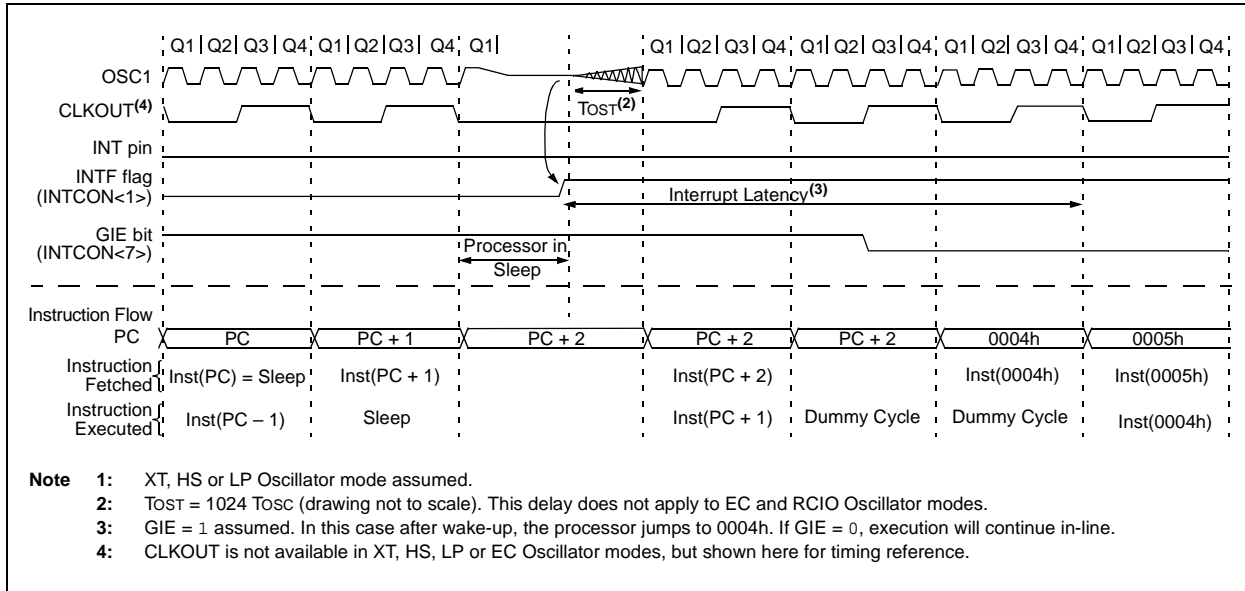 Q1 Q2 Q3 Q4 Q1 Q2 Q3 Q4 Q1 Q1 Q2 Q3 Q4 Q1 Q2 Q3 Q4 Q1 Q2 Q3 Q4 Q1 Q2 Q3 Q4
OSC1
TOST(2)
CLKOUT(4)
INT pin
INTF flag
(INTCON<1>)
Interrupt Latency(3)
GIE bit
(INTCON<7>)
Processor in
Sleep
Instruction Flow
PC PC PC + 1 PC + 2 PC + 2 PC + 2 0004h 0005h
Instruction
Fetched Inst(PC) = Sleep Inst(PC + 1) Inst(PC + 2) Inst(0004h) Inst(0005h)
Instruction
Executed Inst(PC – 1) Sleep Inst(PC + 1) Dummy Cycle Dummy Cycle Inst(0004h)
Note 1: XT, HS or LP Oscillator mode assumed.
2: TOST = 1024 TOSC (drawing not to scale). This delay does not apply to EC and RCIO Oscillator modes.
3: GIE = 1 assumed. In this case after wake-up, the processor jumps to 0004h. If GIE = 0, execution will continue in-line.
4: CLKOUT is not available in XT, HS, LP or EC Oscillator modes, but shown here for timing reference.